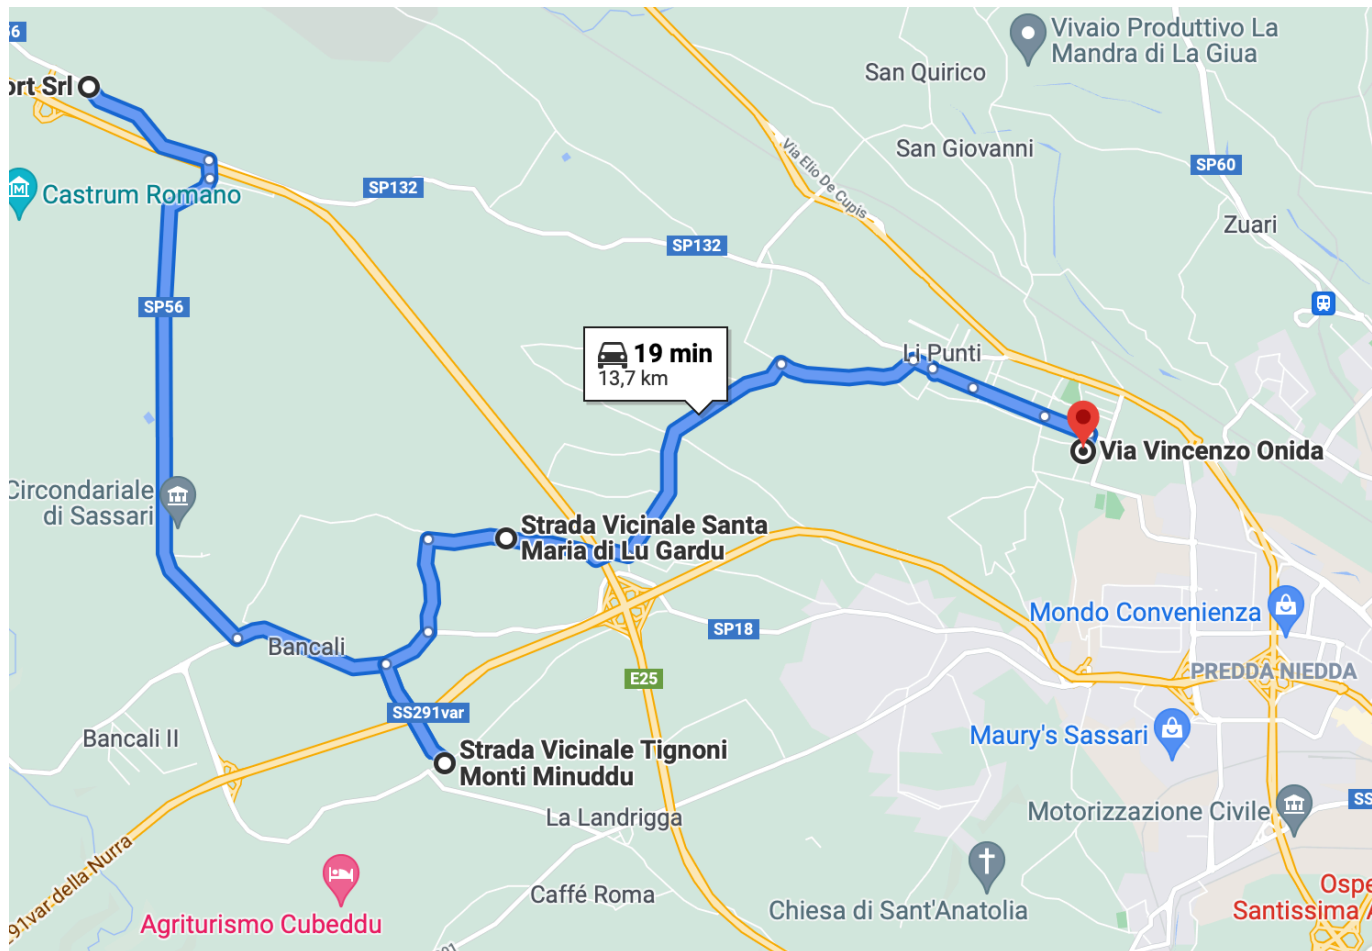 56
Vivaio Produttivo La
Mandra di La Giua
San Quirico
ort Srl
San Giovanni
Via Elio De Cupis
SP60
SP132
Castrum Romano
Zuari
SP132
SP56
19 min
13,7 km
Li Punti
Via Vincenzo Onida
Circondariale
di Sassari
Strada Vicinale Santa
Maria di Lu Gardu
Mondo Convenienza
SP18
Bancali
PREDDA NIEDDA
E25
SS291var
Bancali II
Maury's Sassari
Strada Vicinale Tignoni
Monti Minuddu
SS
La Landrigga
Motorizzazione Civile
91var della Nurra
Caffé Roma
Ospe
Chiesa di Sant'Anatolia
Santissima A
Agriturismo Cubeddu